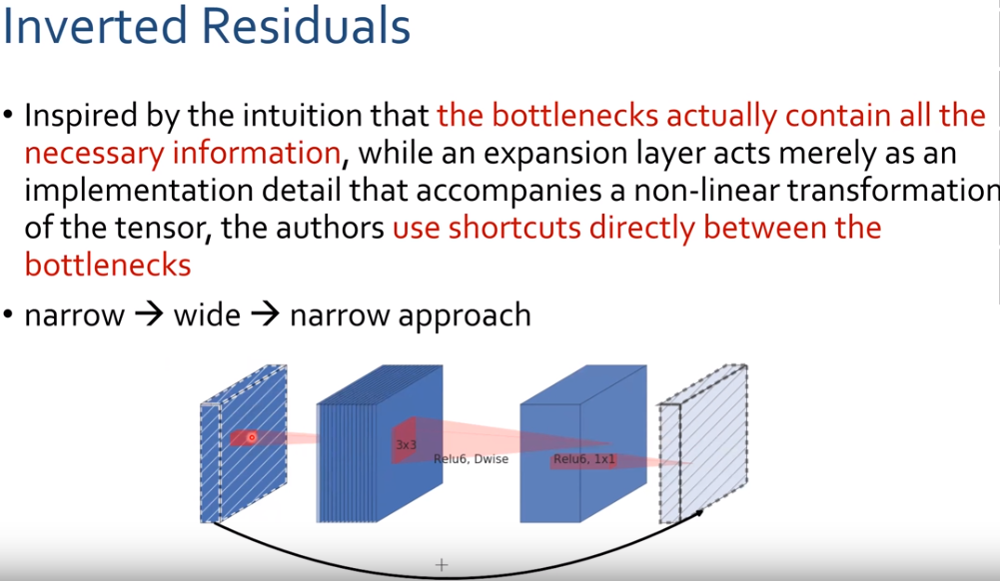 Inverted Residuals
• Inspired by the intuition that the bottlenecks actually contain all the
necessary information, while an expansion layer acts merely as an
implementation detail that accompanies a non-linear transformation
of the tensor, the authors use shortcuts directly between the
bottlenecks
• narrow → wide → narrow approach
3x3
Relu6, Dwise
Relu6, 1x1
+